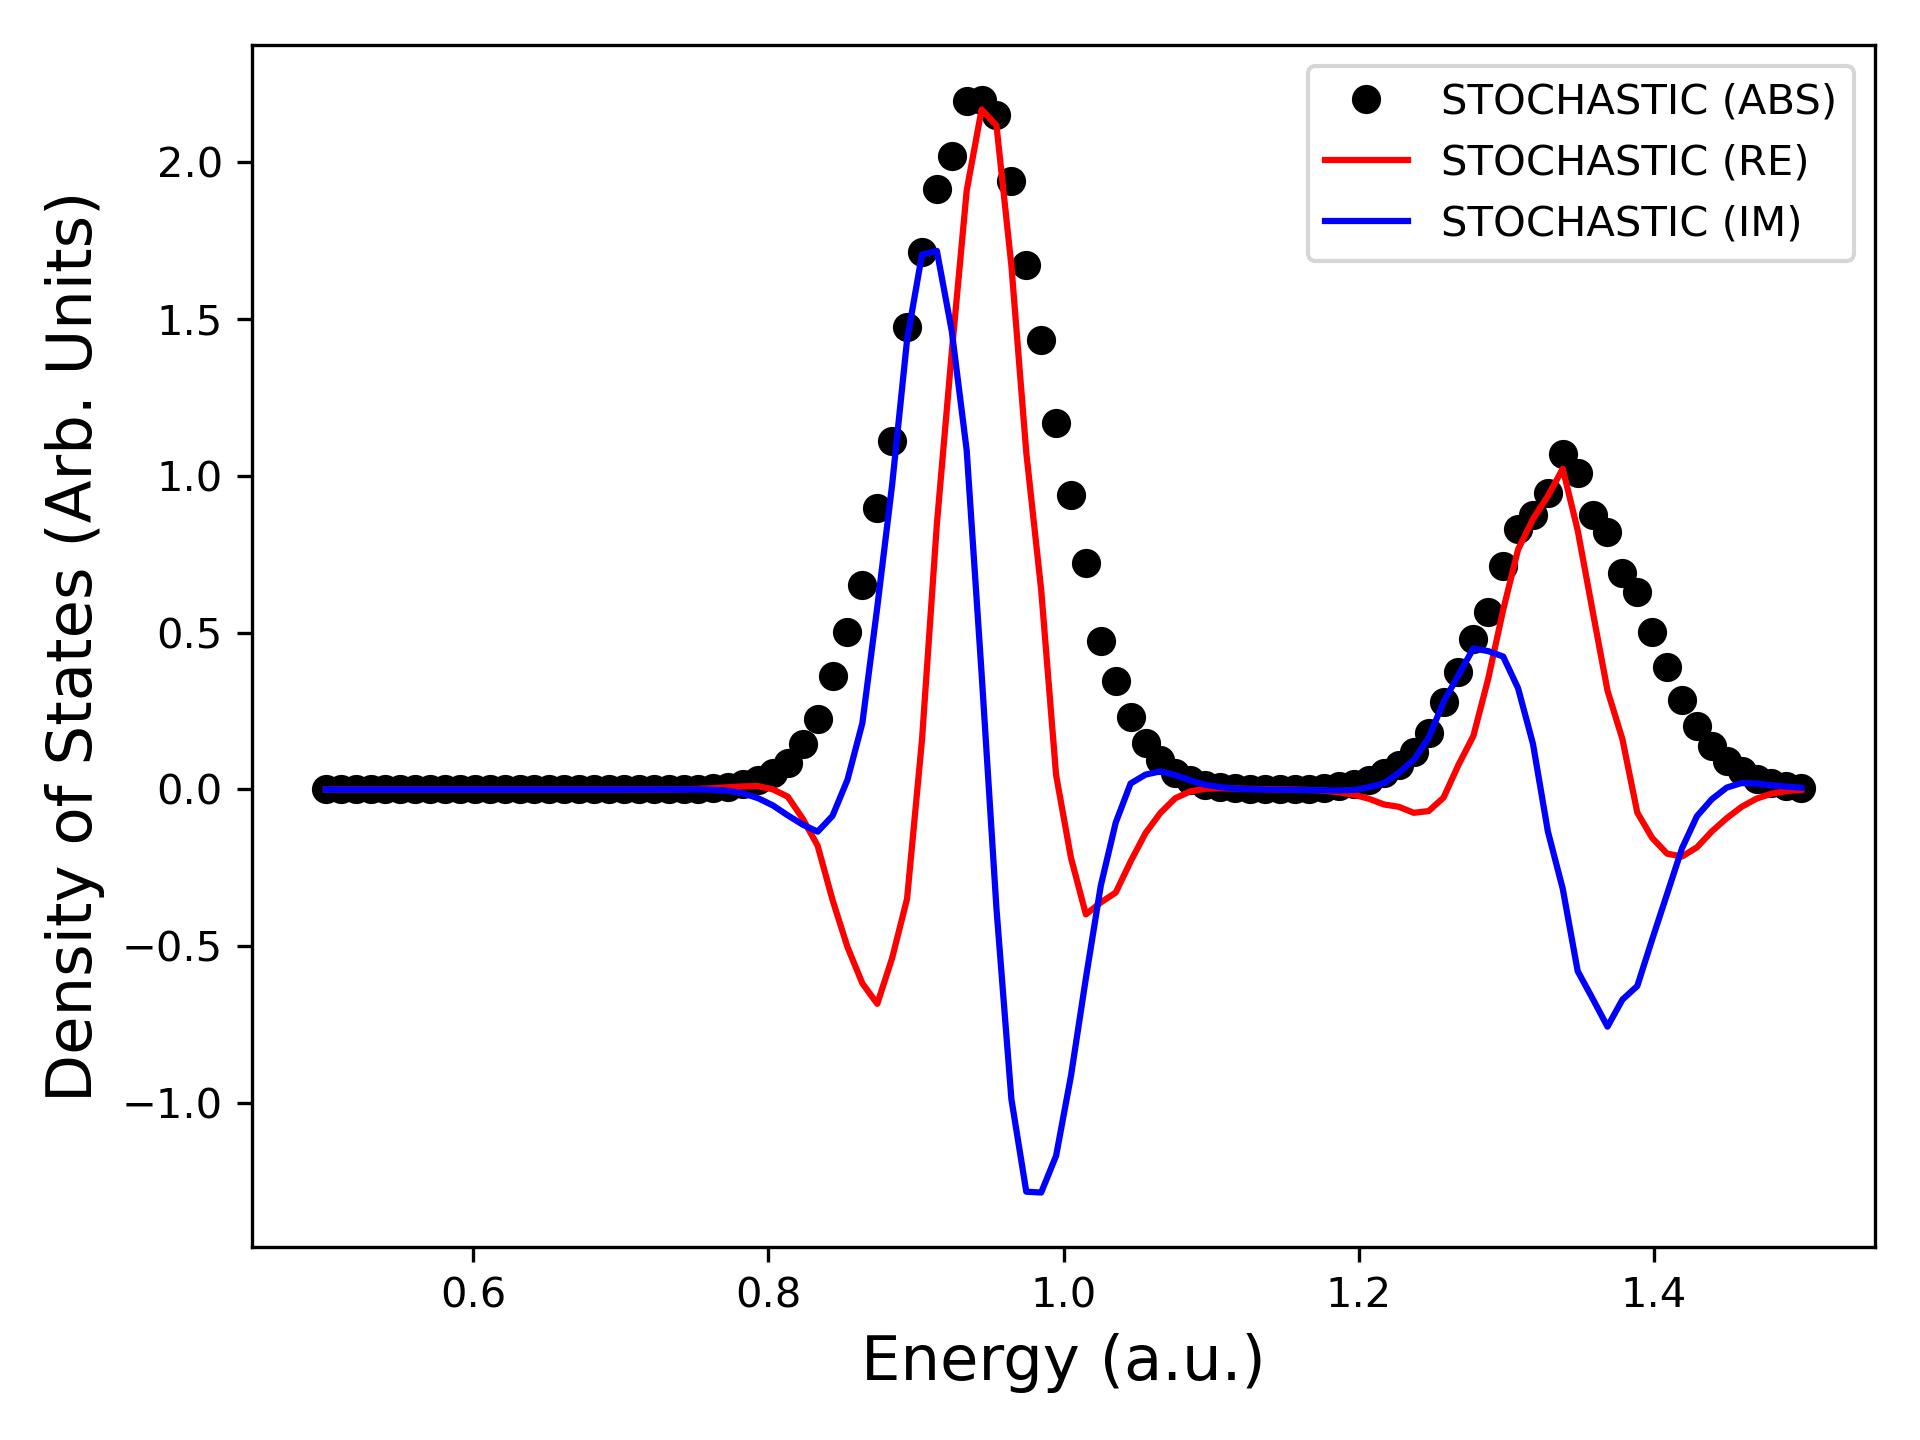 STOCHASTIC (ABS)
STOCHASTIC (RE)
STOCHASTIC (IM)
Density of States (Arb. Units)
2.0
1.5
1.0
0.5
0.0
−0.5
−1.0
0.6
0.8
1.0
1.2
1.4
Energy (a.u.)